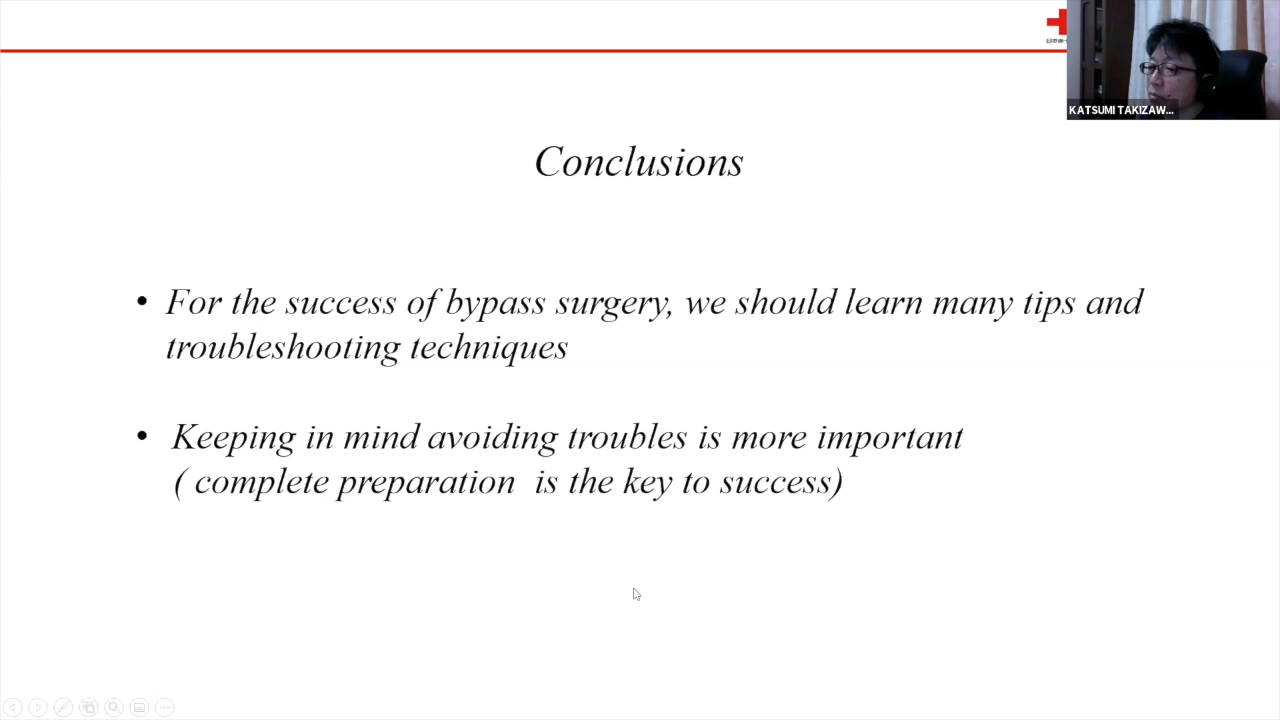 KATSUMI TAKIZAW...
Conclusions
• For the success of bypass surgery, we should learn many tips and
troubleshooting techniques
• Keeping in mind avoiding troubles is more important
( complete preparation is the key to success)